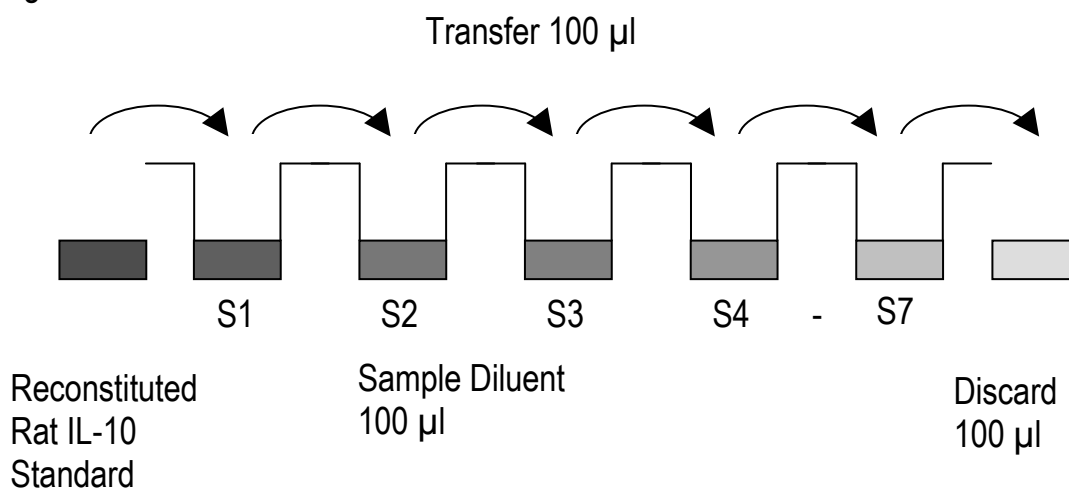 Transfer 100 µl
S1 S2 S3 S4 - S7
Reconstituted
Rat IL-10
Standard
Sample Diluent
100 µl
Discard
100 µl